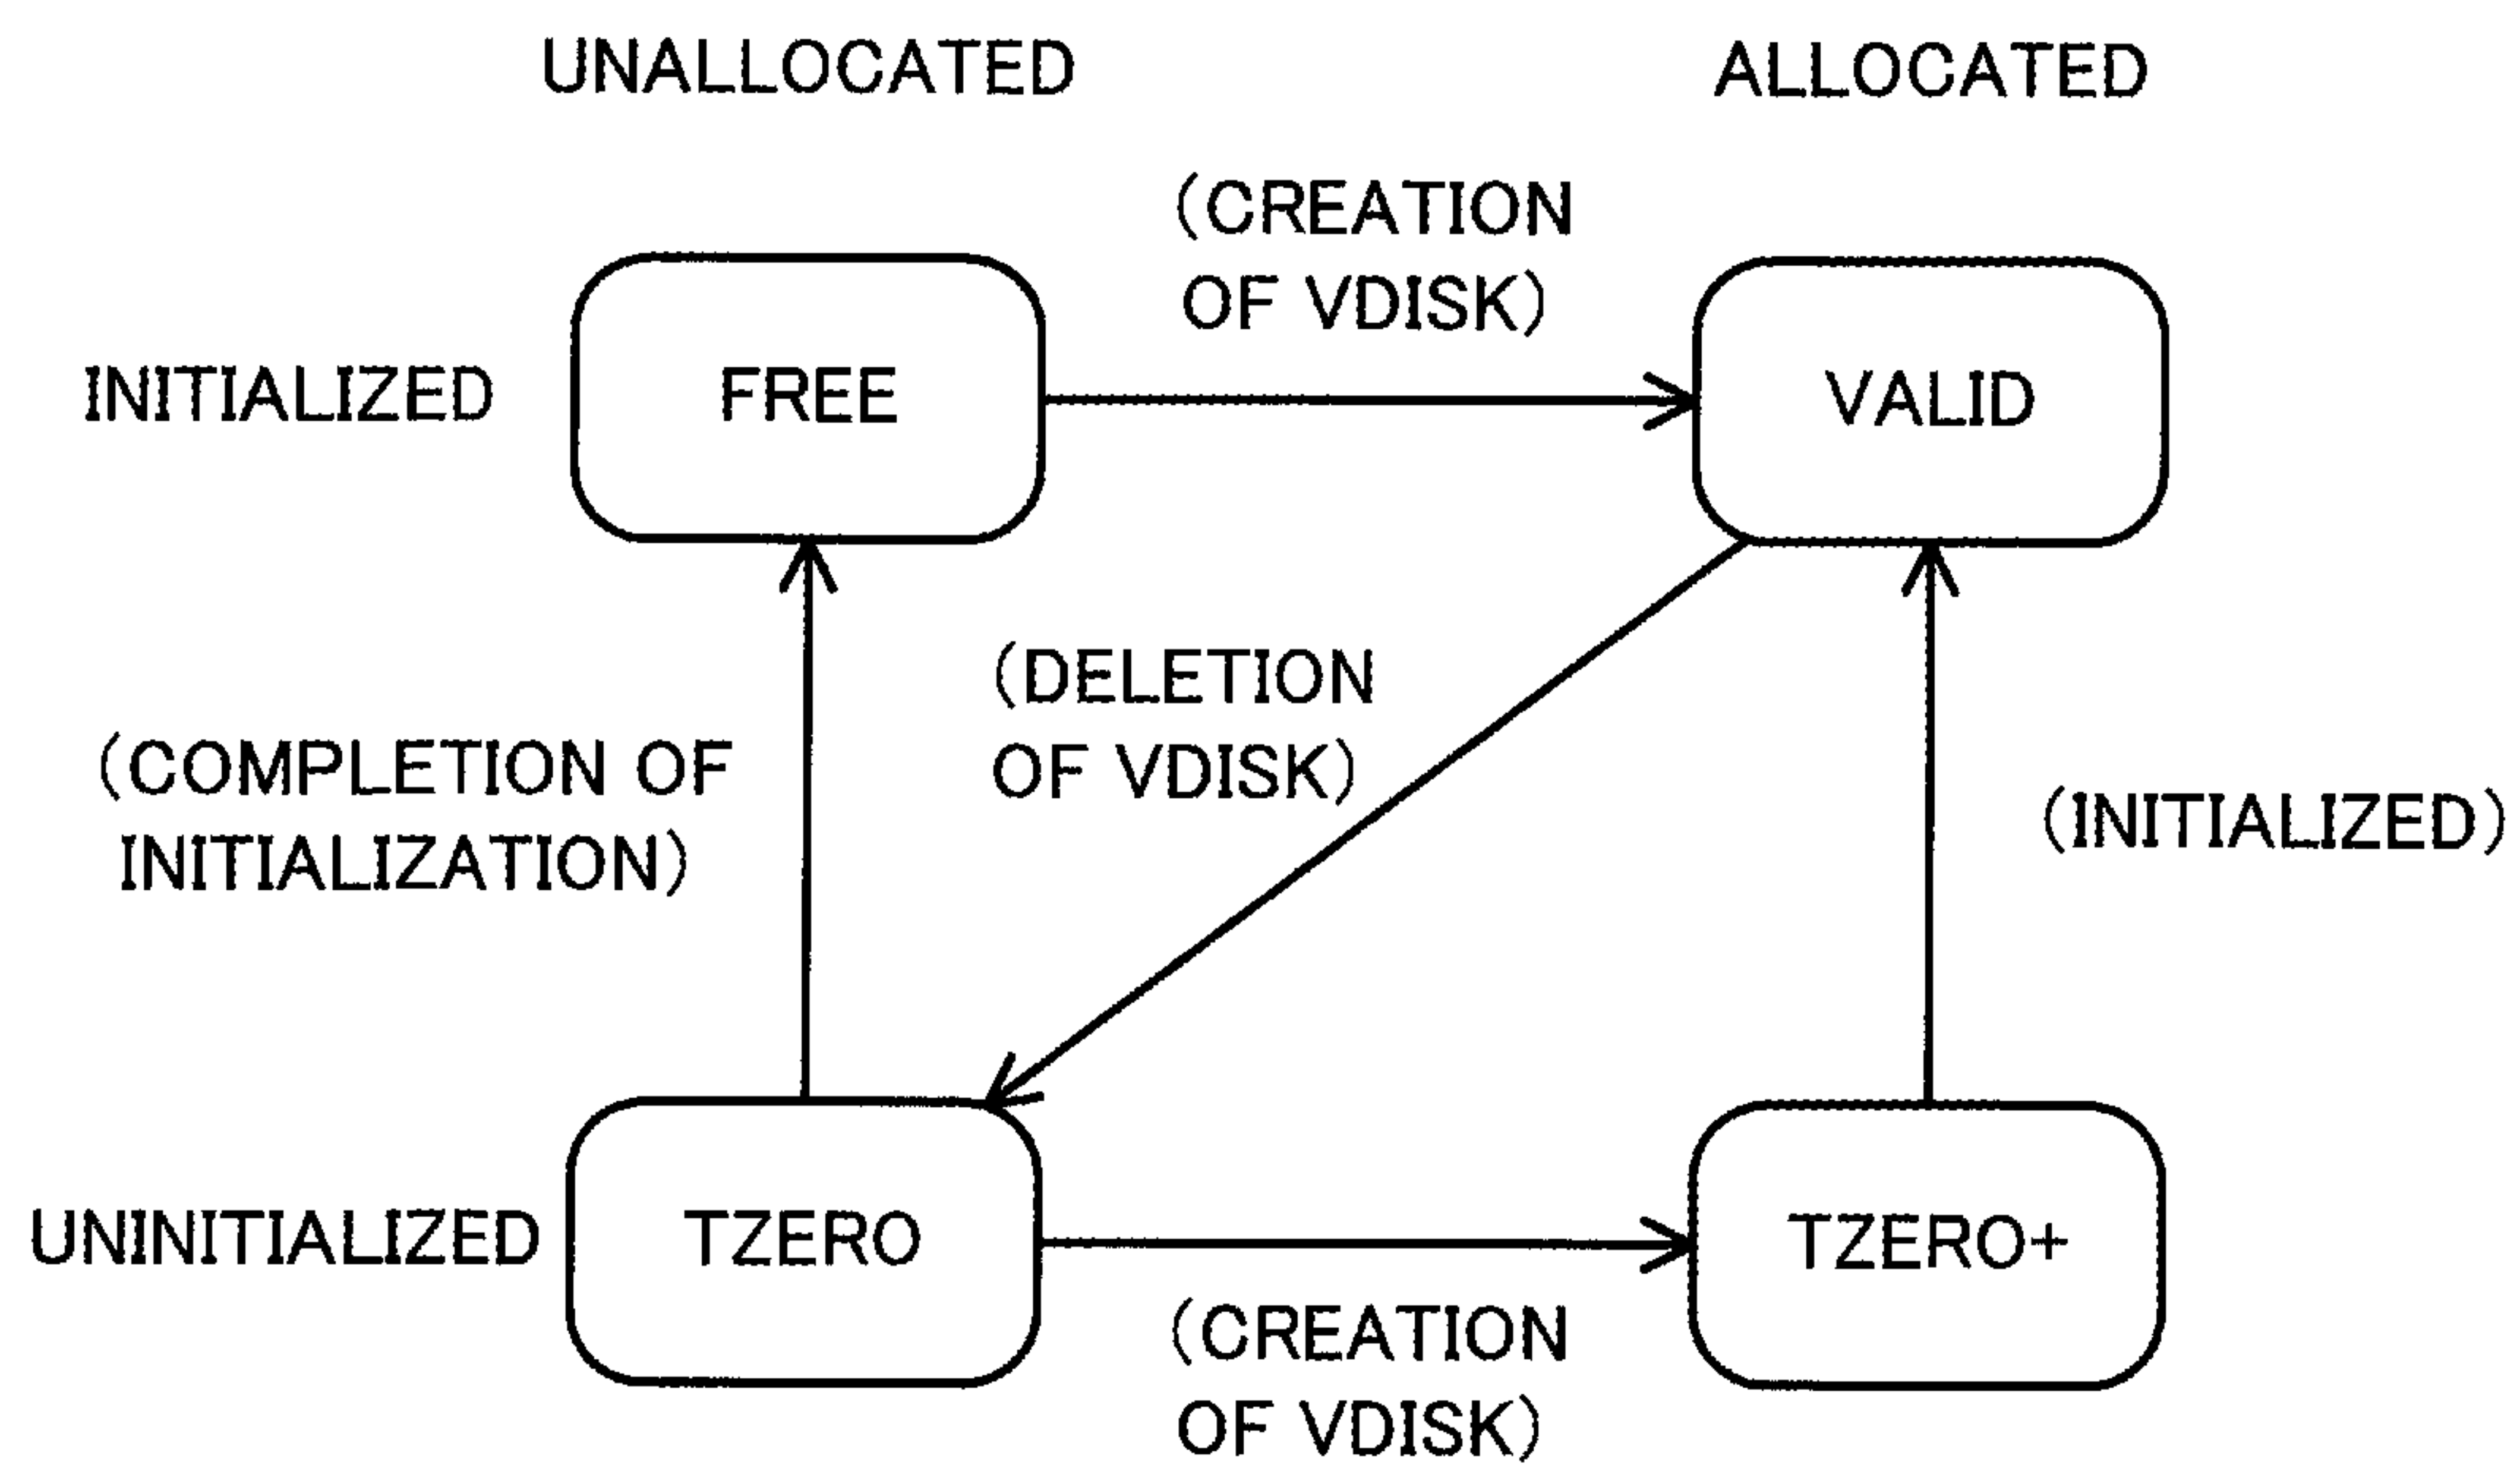 UNALLOCATED
ALLOCATED
(CREATION
OF VDISK)
INITIALIZED
FREE
VALID
(DELETION
OF VDISK)
(COMPLETION OF
INITIALIZATION)
(INITIALIZED)
UNINITIALIZED
TZERO
TZERO+
(CREATION
OF VDISK)